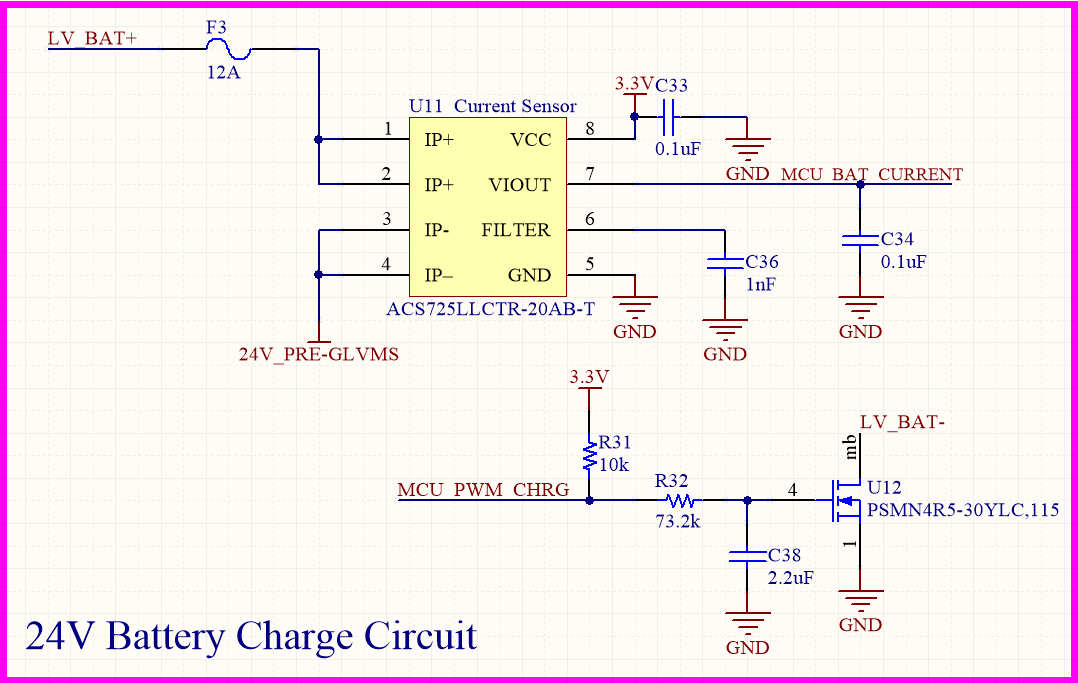 LV_BAT+
F3
12A
U11 Current Sensor
3.3V
C33
0.1uF
GND
1
IP+
VCC
8
2
IP+
VIOUT
7
MCU_BAT_CURRENT
3
IP-
FILTER
6
4
IP–
GND
5
ACS725LLCTR-20AB-T
GND
C36
1nF
GND
C34
0.1uF
GND
24V_PRE-GLVMS
3.3V
R31
10k
MCU_PWM_CHRG
R32
73.2k
4
LV_BAT-
mb
U12
PSMN4R5-30YLC,115
1
C38
2.2uF
GND
GND
24V Battery Charge Circuit